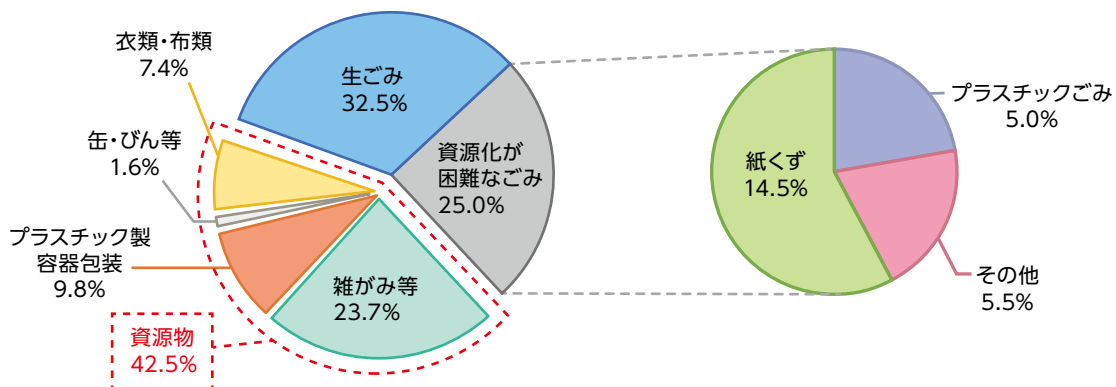 衣類・布類
7.4%
缶・びん等
1.6%
プラスチック製
容器包装
9.8%
資源物
42.5%
生ごみ
32.5%
資源化が
困難なごみ
25.0%
雑がみ等
23.7%
紙くず
14.5%
プラスチックごみ
5.0%
その他
5.5%